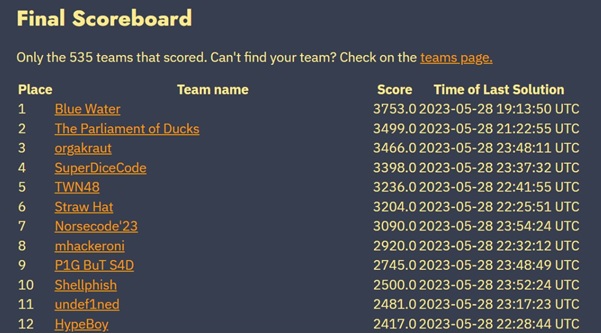 Final Scoreboard
Only the 535 teams that scored. Can't find your team? Check on the teams page.
Place Team name Score Time of Last Solution
1 Blue Water 3753.0 2023-05-28 19:13:50 UTC
2 The Parliament of Ducks 3499.0 2023-05-28 21:22:55 UTC
3 orgakraut 3466.0 2023-05-28 23:48:11 UTC
4 SuperDiceCode 3398.0 2023-05-28 23:37:32 UTC
5 TWN48 3236.0 2023-05-28 22:41:55 UTC
6 Straw Hat 3204.0 2023-05-28 22:25:51 UTC
7 Norsecode'23 3090.0 2023-05-28 23:54:24 UTC
8 mhackeroni 2920.0 2023-05-28 22:32:12 UTC
9 P1G BuT S4D 2745.0 2023-05-28 23:48:49 UTC
10 Shellphish 2500.0 2023-05-28 23:52:24 UTC
11 undef1ned 2481.0 2023-05-28 23:17:23 UTC
12 HypeBoy 2417.0 2023-05-28 22:28:44 UTC